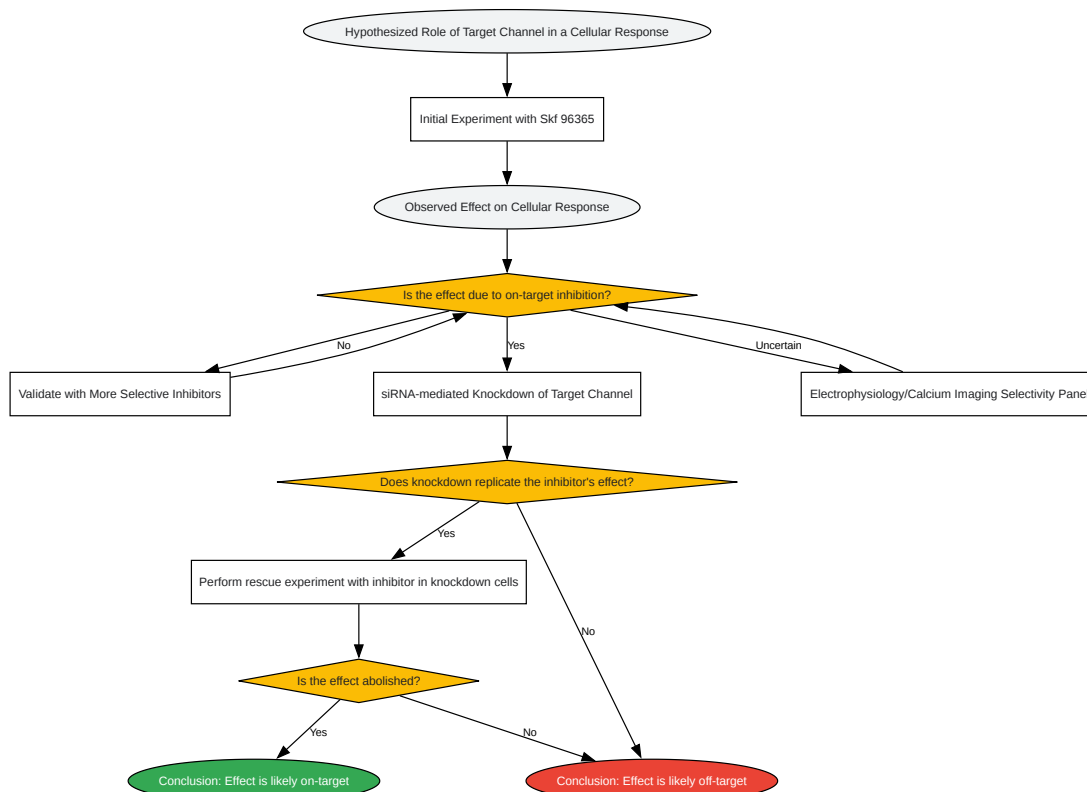 Hypothesized Role of Target Channel in a Cellular Response
Initial Experiment with Skf 96365
Observed Effect on Cellular Response
Is the effect due to on-target inhibition?
No
Yes
Uncertain
Validate with More Selective Inhibitors
siRNA-mediated Knockdown of Target Channel
Electrophysiology/Calcium Imaging Selectivity Panel
Does knockdown replicate the inhibitor's effect?
Yes
Perform rescue experiment with inhibitor in knockdown cells
No
Is the effect abolished?
Yes
No
Conclusion: Effect is likely on-target
Conclusion: Effect is likely off-target